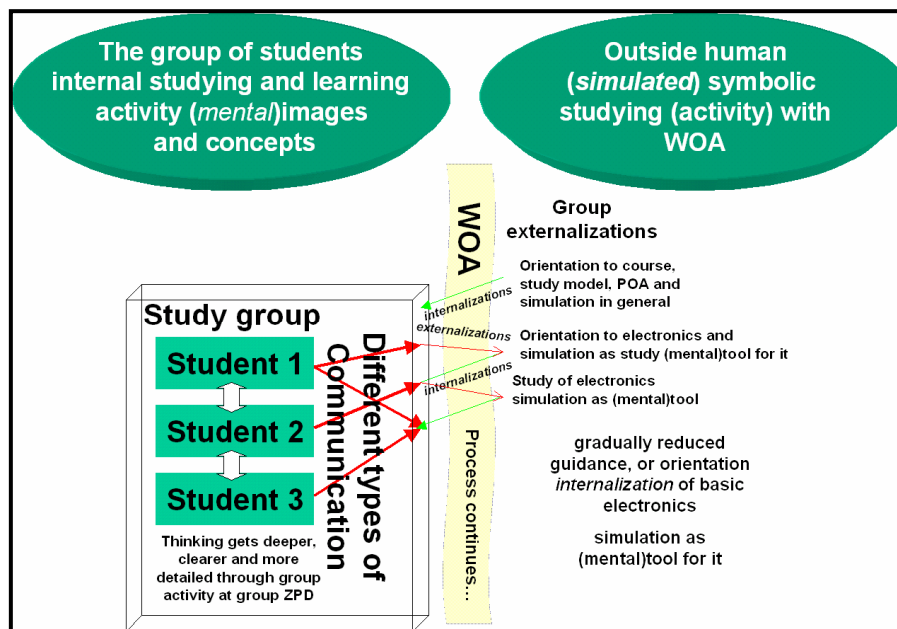 The group of students
internal studying and learning
activity (mental)images
and concepts
Outside human
(simulated) symbolic
studying (activity) with
WOA
WOA
Process continues...
Group
externalizations
Orientation to course,
study model, POA and
simulation in general
internalizations
externalizations
Orientation to electronics and
simulation as study (mental)tool for it
internalizations
Study of electronics
simulation as (mental)tool
Study group
Student 1
Student 2
Student 3
Different types of
Communication
Thinking gets deeper,
clearer and more
detailed through group
activity at group ZPD
gradually reduced
guidance, or orientation
internalization of basic
electronics
simulation as
(mental)tool for it